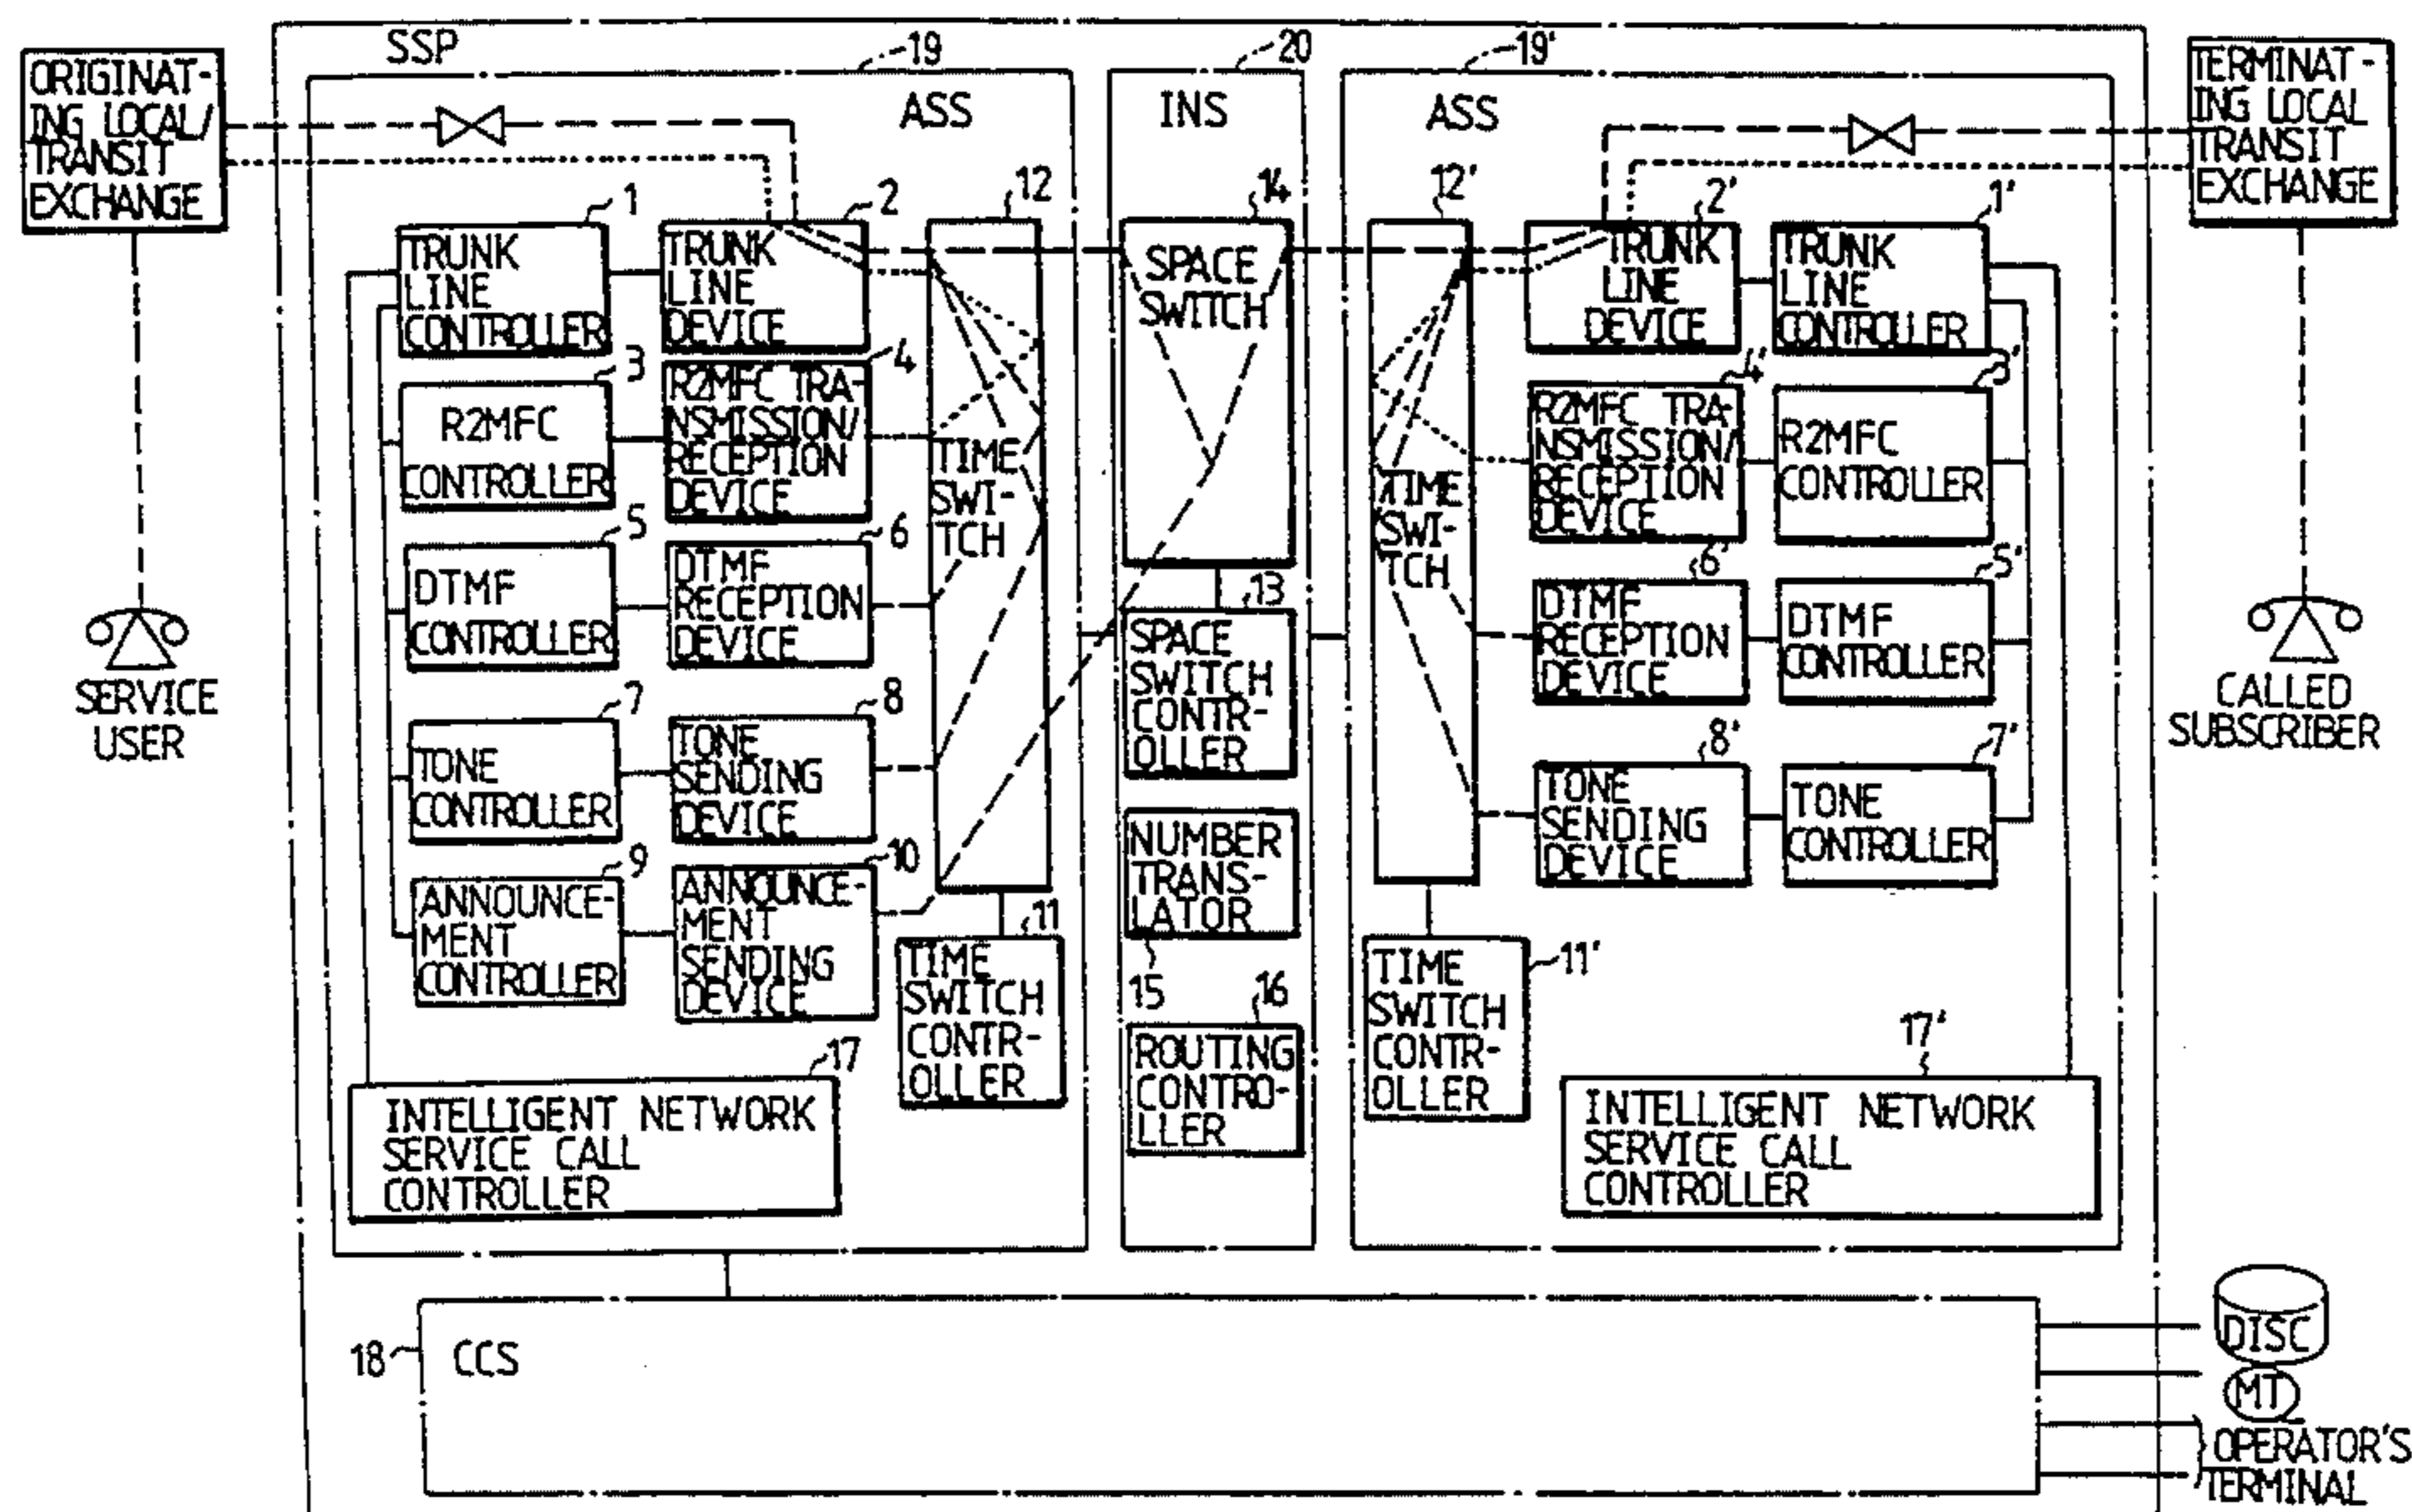 SSP
19
20
19'
ORIGINAT-
ING LOCAL/
TRANSIT
EXCHANGE
ASS
INS
ASS
TERMINAT-
ING LOCAL
TRANSIT
EXCHANGE
1
2
12
14
12'
2'
1'
TRUNK
LINE
CONTROLLER
TRUNK
LINE
DEVICE
SPACE
SWITCH
TRUNK
LINE
DEVICE
TRUNK
LINE
CONTROLLER
3
4
4'
3'
R2MFC
CONTROLLER
R2MFC TRA-
NSMISSION/
RECEPTION
DEVICE
TIME
SWI-
TCH
TIME
SWI-
TCH
R2MFC TRA-
NSMISSION/
RECEPTION
DEVICE
R2MFC
CONTROLLER
5
6
13
6'
5'
DTMF
CONTROLLER
DTMF
RECEPTION
DEVICE
SPACE
SWITCH
CONTR-
OLLER
DTMF
RECEPTION
DEVICE
DTMF
CONTROLLER
SERVICE
USER
CALLED
SUBSCRIBER
7
8
8'
7'
TONE
CONTROLLER
TONE
SENDING
DEVICE
NUMBER
TRANS-
LATOR
TONE
SENDING
DEVICE
TONE
CONTROLLER
9
10
11
15
16
11'
ANNOUNCE-
MENT
CONTROLLER
ANNOUNCE-
MENT
SENDING
DEVICE
TIME
SWITCH
CONTR-
OLLER
ROUTING
CONTRO-
LLER
TIME
SWITCH
CONTR-
OLLER
17
17'
INTELLIGENT NETWORK
SERVICE CALL
CONTROLLER
INTELLIGENT NETWORK
SERVICE CALL
CONTROLLER
18
CCS
DISC
MT
OPERATOR'S
TERMINAL